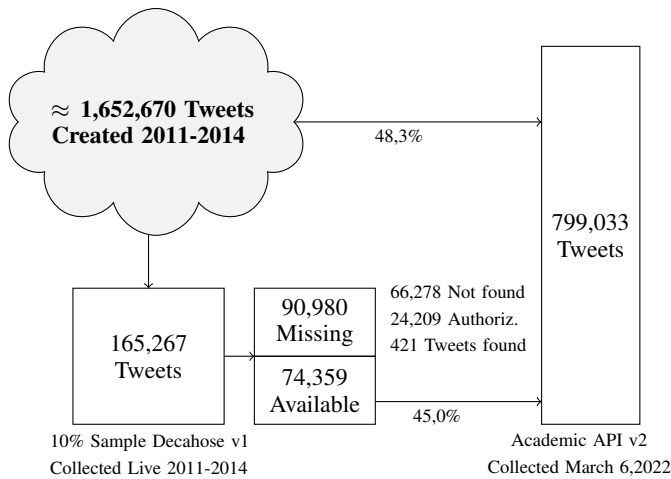 ≈ 1,652,670 Tweets
Created 2011-2014
48,3%
799,033
Tweets
165,267
Tweets
90,980
Missing
74,359
Available
66,278 Not found
24,209 Authoriz.
421 Tweets found
45,0%
10% Sample Decahose v1
Collected Live 2011-2014
Academic API v2
Collected March 6,2022